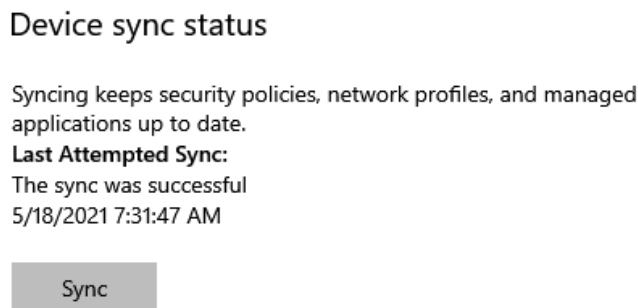 Device sync status
Syncing keeps security policies, network profiles, and managed
applications up to date.
Last Attempted Sync:
The sync was successful
5/18/2021 7:31:47 AM
Sync